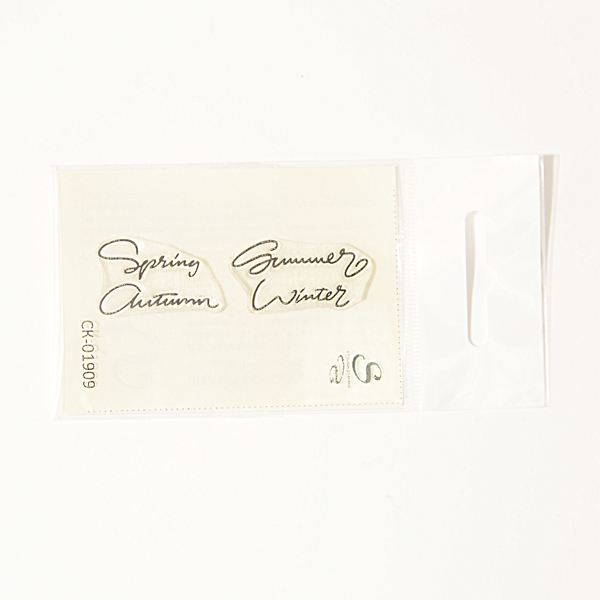 Spring
Autumn
Summer
Winter
CK-01909